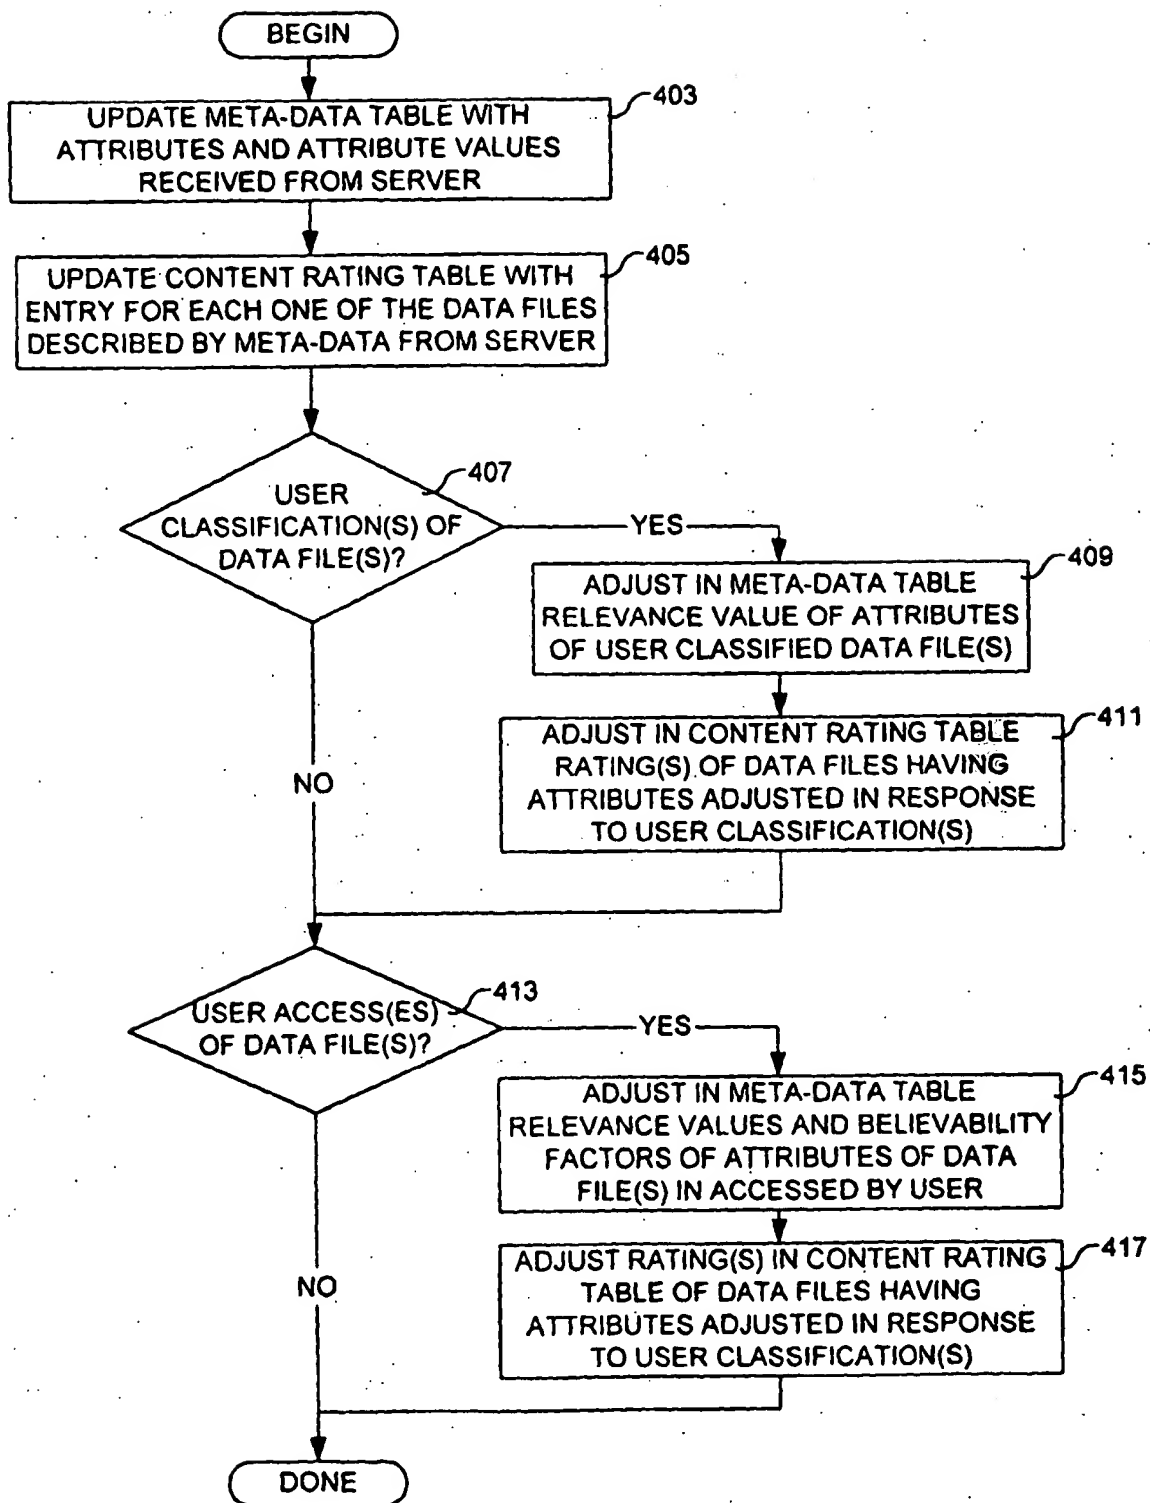 BEGIN
403
UPDATE META-DATA TABLE WITH
ATTRIBUTES AND ATTRIBUTE VALUES
RECEIVED FROM SERVER
405
UPDATE CONTENT RATING TABLE WITH
ENTRY FOR EACH ONE OF THE DATA FILES
DESCRIBED BY META-DATA FROM SERVER
407
USER
CLASSIFICATION(S) OF
DATA FILE(S)?
YES
409
ADJUST IN META-DATA TABLE
RELEVANCE VALUE OF ATTRIBUTES
OF USER CLASSIFIED DATA FILE(S)
411
ADJUST IN CONTENT RATING TABLE
RATING(S) OF DATA FILES HAVING
ATTRIBUTES ADJUSTED IN RESPONSE
TO USER CLASSIFICATION(S)
NO
413
USER ACCESS(ES)
OF DATA FILE(S)?
YES
415
ADJUST IN META-DATA TABLE
RELEVANCE VALUES AND BELIEVABILITY
FACTORS OF ATTRIBUTES OF DATA
FILE(S) IN ACCESSED BY USER
417
ADJUST RATING(S) IN CONTENT RATING
TABLE OF DATA FILES HAVING
ATTRIBUTES ADJUSTED IN RESPONSE
TO USER CLASSIFICATION(S)
NO
DONE